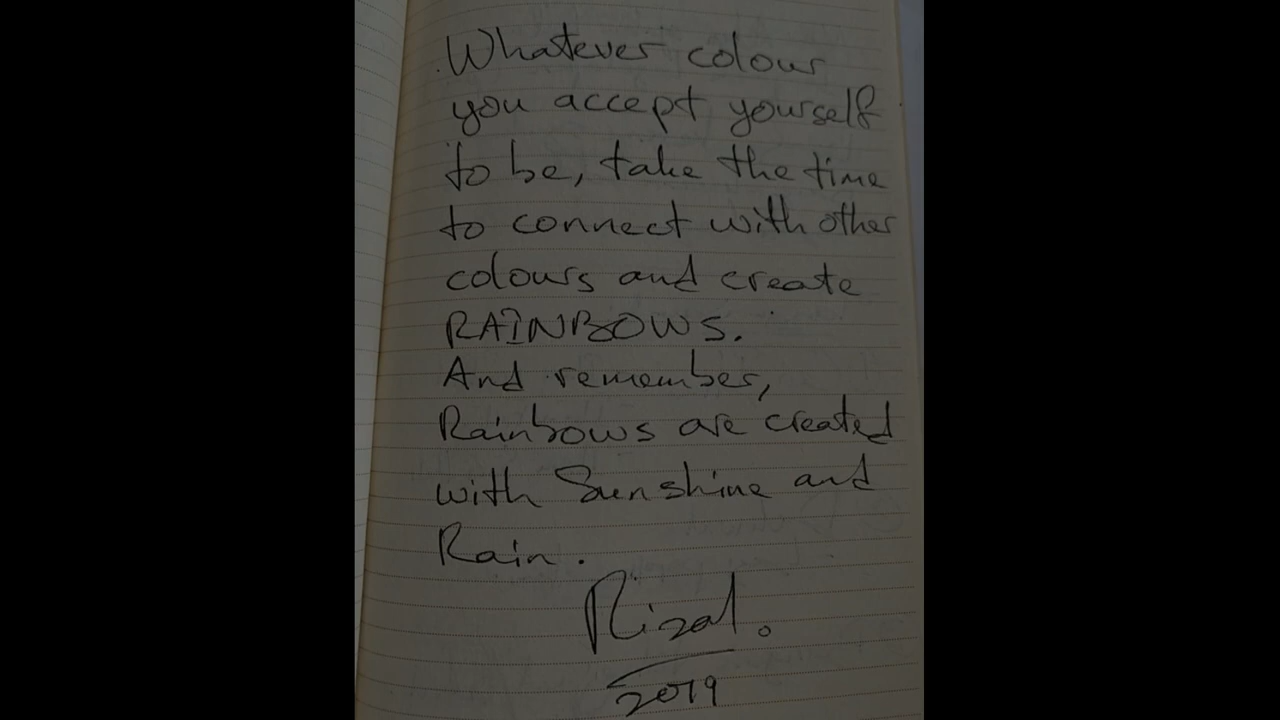 Whatever colour
you accept yourself
to be, take the time
to connect with other
colours and create
RAINBOWS.
And remember,
Rainbows are created
with Sunshine and
Rain.
Rizal.
2019